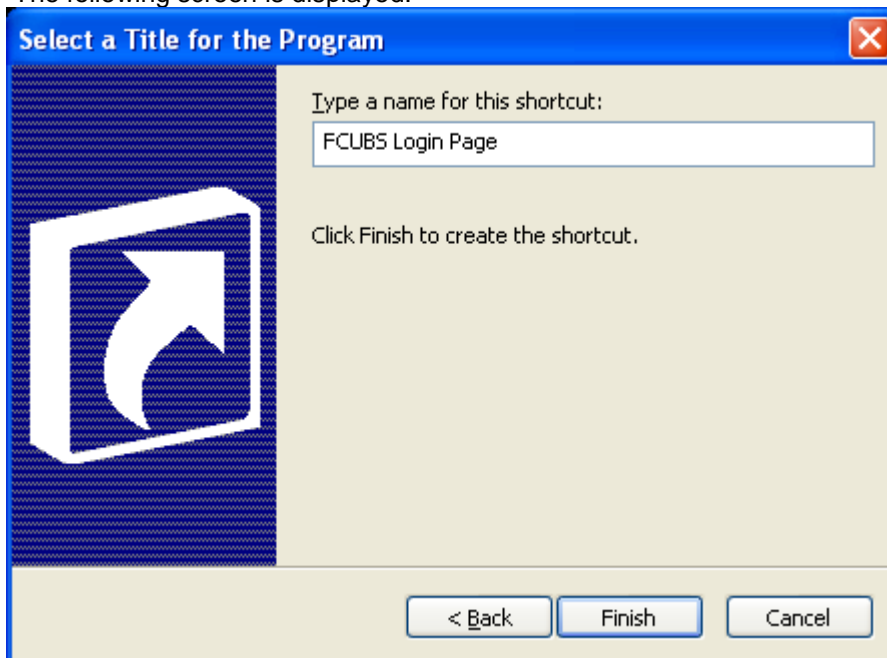 The following screen is displayed:
Select a Title for the Program
Type a name for this shortcut:
FCUBS Login Page
Click Finish to create the shortcut.
< Back
Finish
Cancel